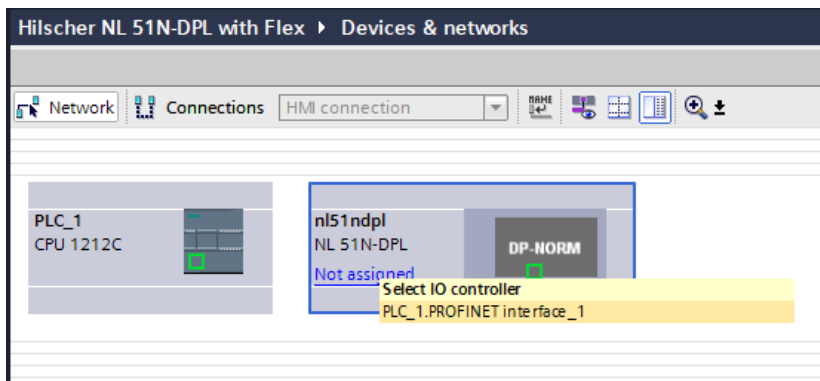 Hilscher NL 51N-DPL with Flex ▸ Devices & networks
Network Connections HMI connection NAME
PLC_1
CPU 1212C
nl51ndpl
NL 51N-DPL
Not assigned
DP-NORM
Select IO controller
PLC_1.PROFINET interface_1